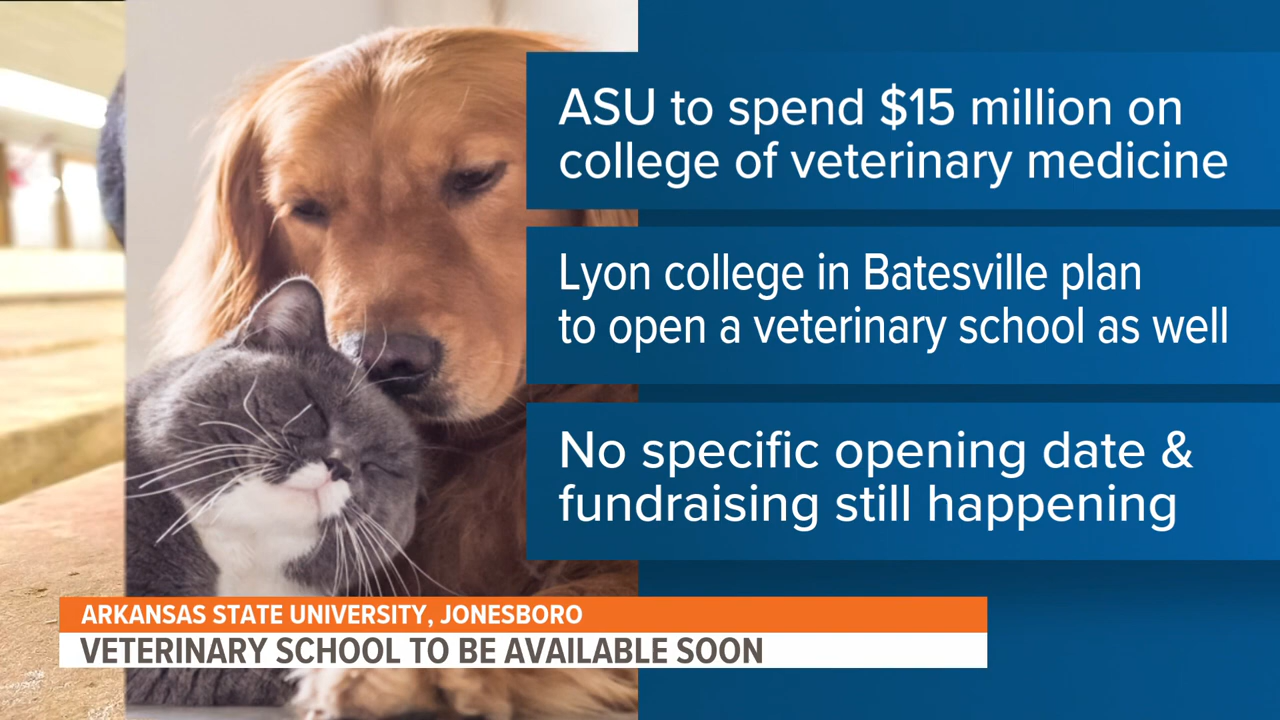 ASU to spend $15 million on
college of veterinary medicine
Lyon college in Batesville plan
to open a veterinary school as well
No specific opening date &
fundraising still happening
ARKANSAS STATE UNIVERSITY, JONESBORO
VETERINARY SCHOOL TO BE AVAILABLE SOON